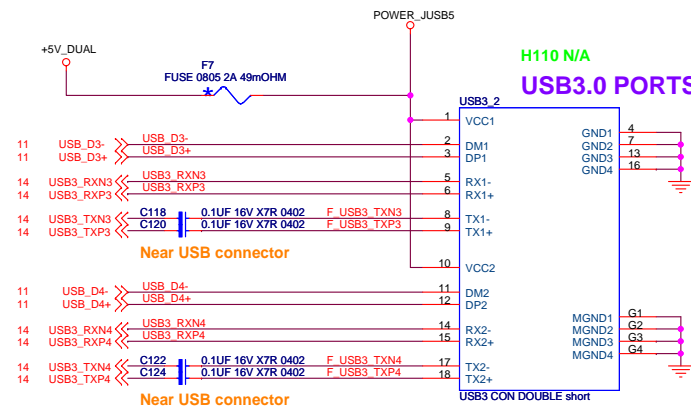 POWER_JUSB5
+5V_DUAL
F7
FUSE 0805 2A 49mOHM
*
H110 N/A
USB3.0 PORTS
USB3_2
1 VCC1
GND1 4
GND2 7
GND3 13
GND4 16
11 USB_D3- USB_D3- 2 DM1
11 USB_D3+ USB_D3+ 3 DP1
14 USB3_RXN3 USB3_RXN3 5 RX1-
14 USB3_RXP3 USB3_RXP3 6 RX1+
14 USB3_TXN3 C118 0.1UF 16V X7R 0402 F_USB3_TXN3 8 TX1-
14 USB3_TXP3 C120 0.1UF 16V X7R 0402 F_USB3_TXP3 9 TX1+
Near USB connector
10 VCC2
11 USB_D4- USB_D4- 11 DM2
11 USB_D4+ USB_D4+ 12 DP2
MGND1 G1
MGND2 G2
MGND3 G3
MGND4 G4
14 USB3_RXN4 USB3_RXN4 14 RX2-
14 USB3_RXP4 USB3_RXP4 15 RX2+
14 USB3_TXN4 C122 0.1UF 16V X7R 0402 F_USB3_TXN4 17 TX2-
14 USB3_TXP4 C124 0.1UF 16V X7R 0402 F_USB3_TXP4 18 TX2+
Near USB connector
USB3 CON DOUBLE short